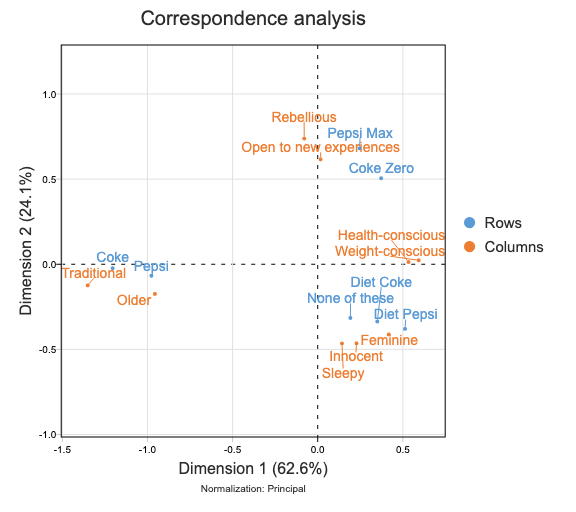 Correspondence analysis
Dimension 2 (24.1%)
1.0
0.5
0.0
-0.5
-1.0
Rebellious
Pepsi Max
Open to new experiences
Coke Zero
Health-conscious
Weight-conscious
Coke
Pepsi
Traditional
Older
Diet Coke
None of these
Diet Pepsi
Feminine
Innocent
Sleepy
Rows
Columns
-1.5 -1.0 -0.5 0.0 0.5
Dimension 1 (62.6%)
Normalization: Principal